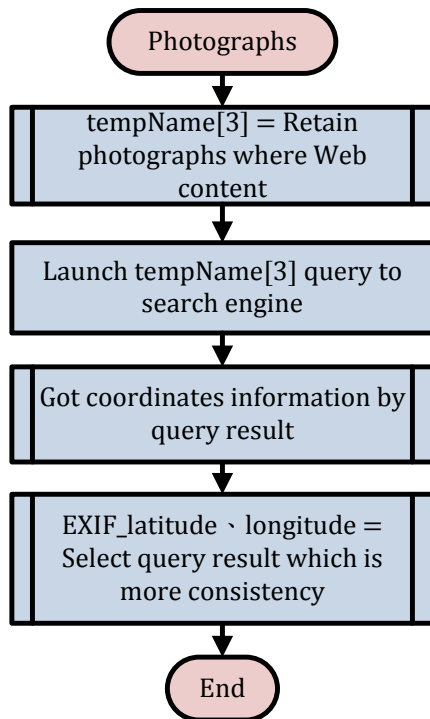 Photographs
tempName[3] = Retain
photographs where Web
content
Launch tempName[3] query to
search engine
Got coordinates information by
query result
EXIF_latitude、longitude =
Select query result which is
more consistency
End